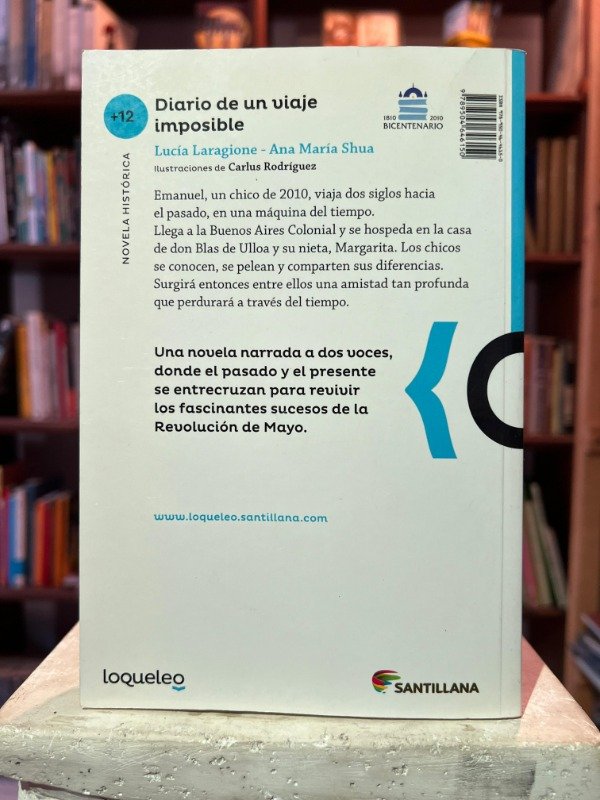 +12
Diario de un viaje
imposible
1810 2010
BICENTENARIO
Lucía Laragione - Ana María Shua
Ilustraciones de Carlus Rodríguez
NOVELA HISTÓRICA
Emanuel, un chico de 2010, viaja dos siglos hacia
el pasado, en una máquina del tiempo.
Llega a la Buenos Aires Colonial y se hospeda en la casa
de don Blas de Ulloa y su nieta, Margarita. Los chicos
se conocen, se pelean y comparten sus diferencias.
Surgirá entonces entre ellos una amistad tan profunda
que perdurará a través del tiempo.
Una novela narrada a dos voces,
donde el pasado y el presente
se entrecruzan para revivir
los fascinantes sucesos de la
Revolución de Mayo.
www.loqueleo.santillana.com
loqueleo
SANTILLANA